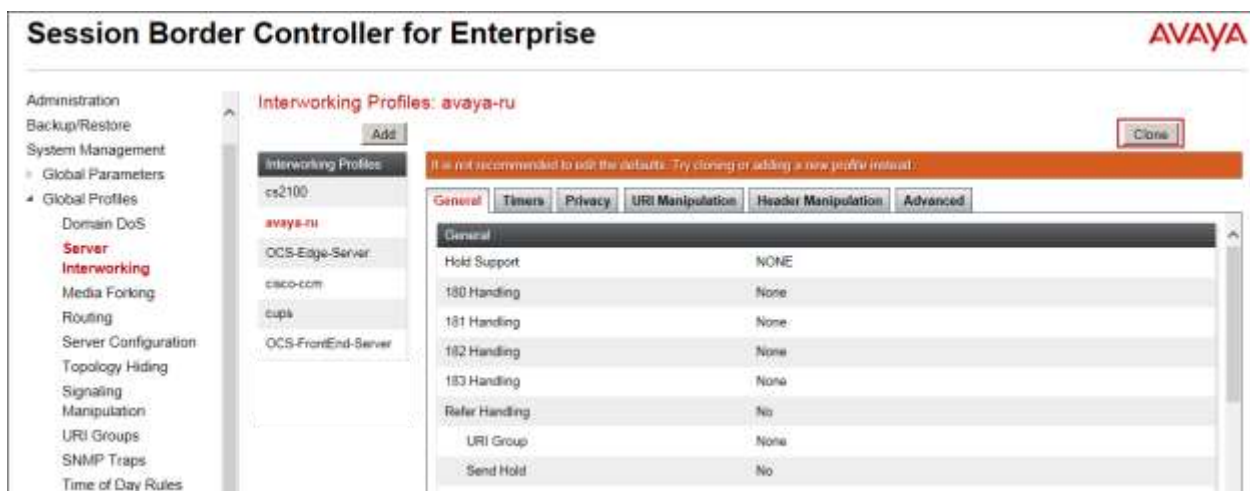 Session Border Controller for Enterprise
AVAYA
Administration
Backup/Restore
System Management
Global Parameters
Global Profiles
Domain DoS
Server
Interworking
Media Forking
Routing
Server Configuration
Topology Hiding
Signaling
Manipulation
URI Groups
SNMP Traps
Time of Day Rules
Interworking Profiles: avaya-ru
Add
Clone
Interworking Profiles
cs2100
avaya-ru
OCS-Edge-Server
cisco-ccm
cups
OCS-FrontEnd-Server
It is not recommended to edit the defaults. Try cloning or adding a new profile instead.
General Timers Privacy URI Manipulation Header Manipulation Advanced
General
Hold Support NONE
180 Handling None
181 Handling None
182 Handling None
183 Handling None
Refer Handling No
URI Group None
Send Hold No